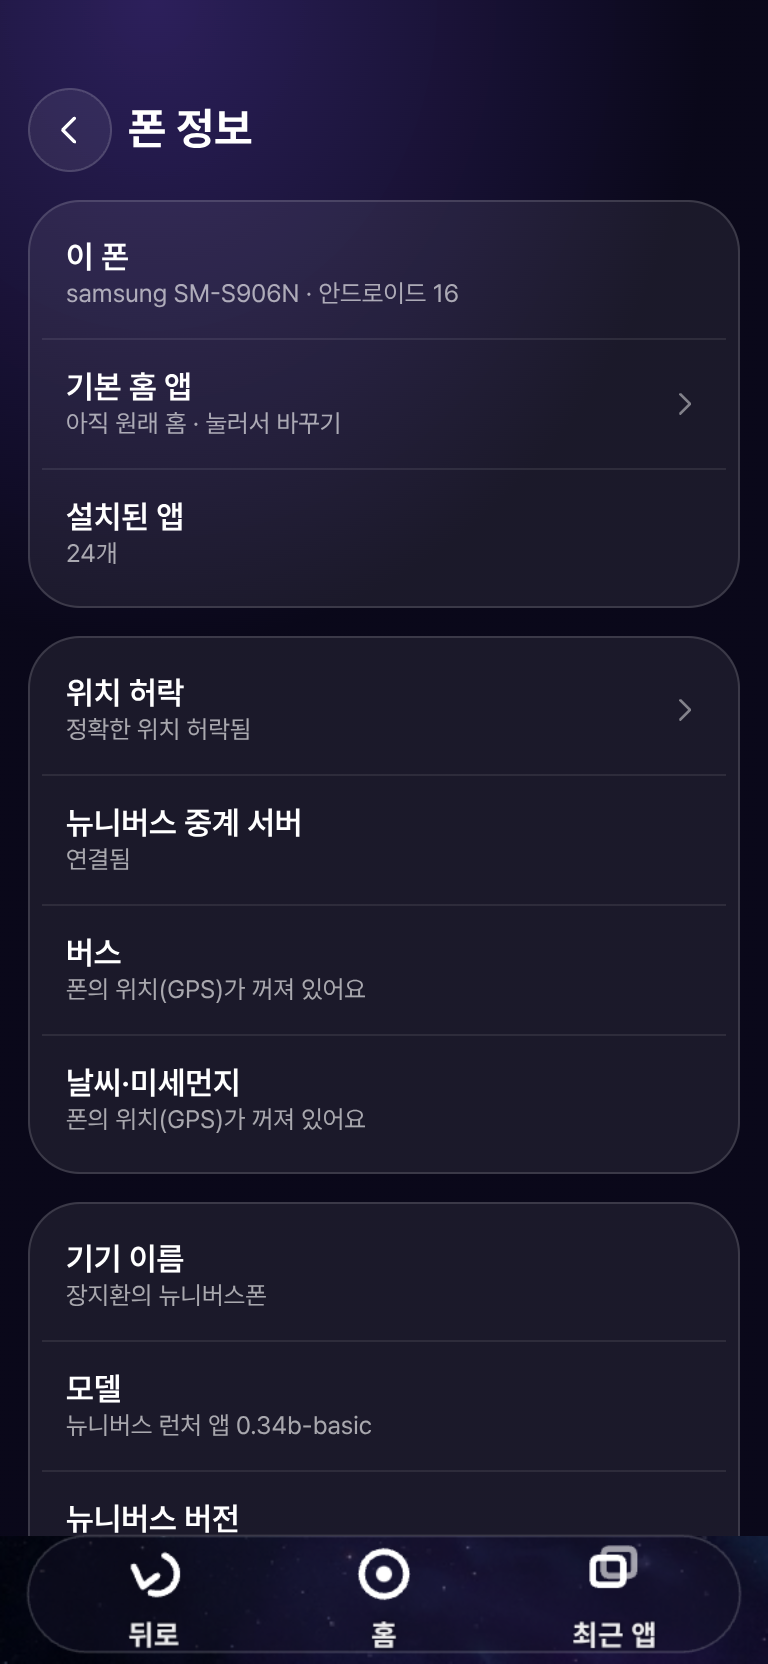 폰 정보
이 폰
samsung SM-S906N · 안드로이드 16
기본 홈 앱
아직 원래 홈 · 눌러서 바꾸기
설치된 앱
24개
위치 허락
정확한 위치 허락됨
뉴니버스 중계 서버
연결됨
버스
폰의 위치(GPS)가 꺼져 있어요
날씨·미세먼지
폰의 위치(GPS)가 꺼져 있어요
기기 이름
장지환의 뉴니버스폰
모델
뉴니버스 런처 앱 0.34b-basic
뉴니버스 버전
뒤로
홈
최근 앱